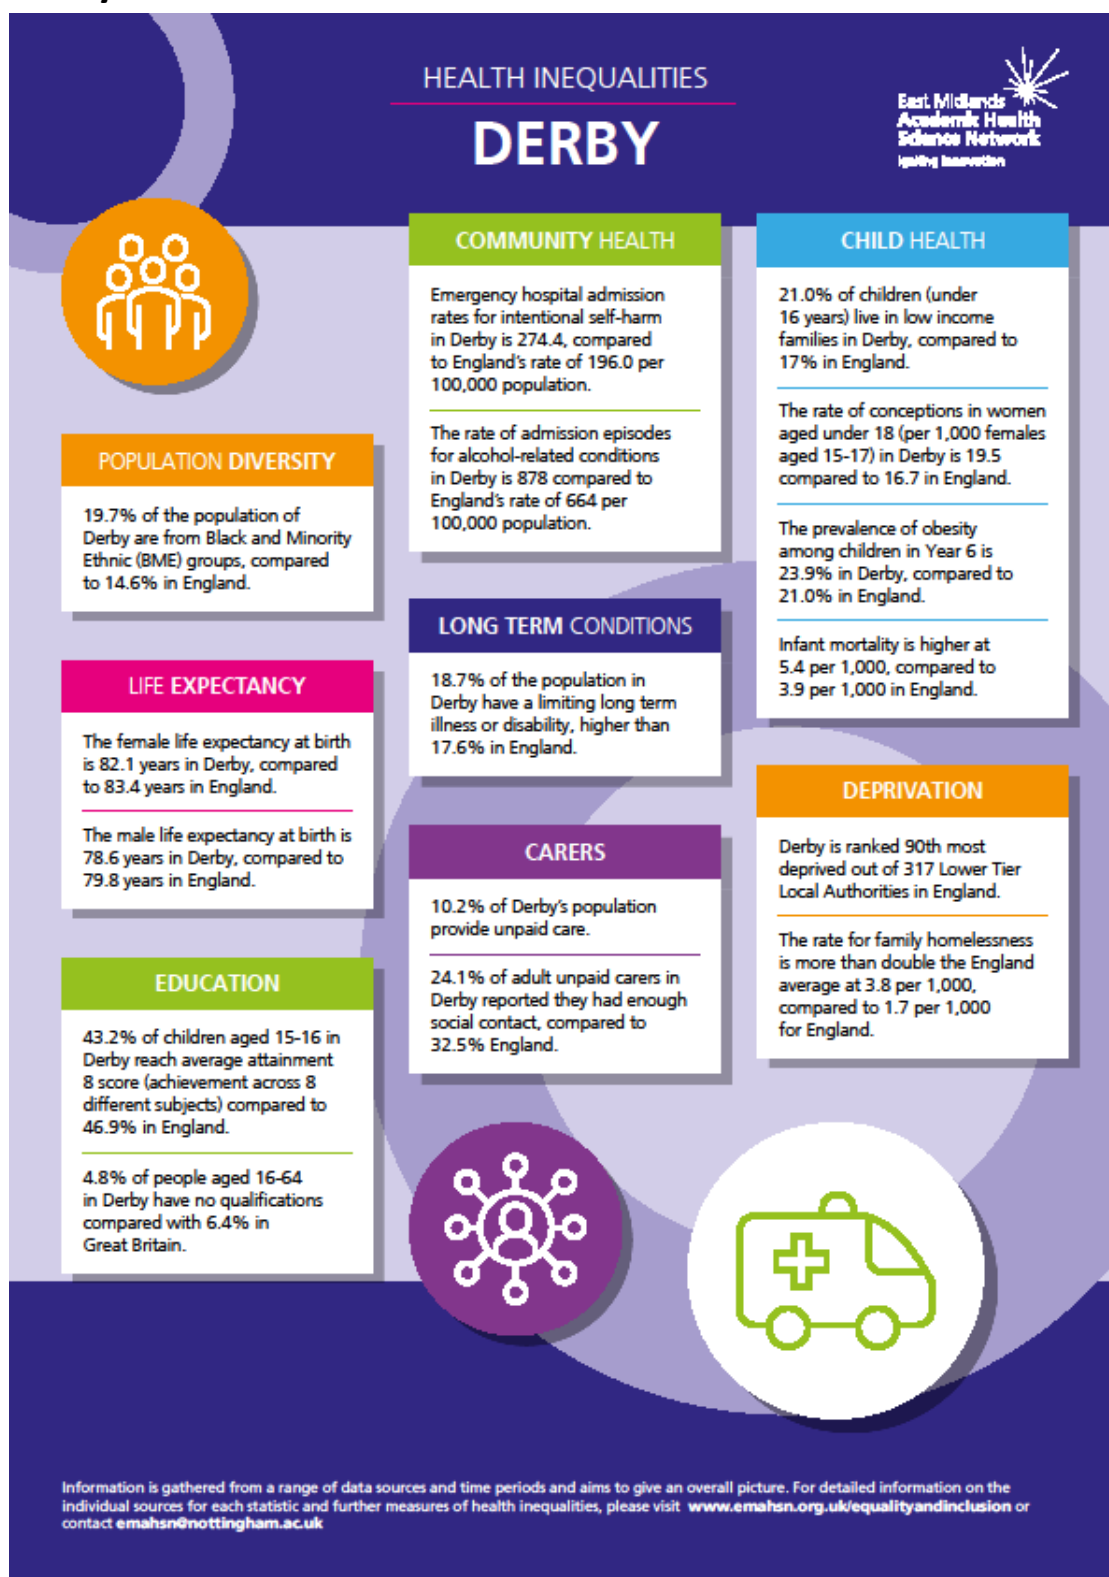 HEALTH INEQUALITIES
DERBY
East Midlands
Academic Health
Science Network
Igniting Innovation
POPULATION DIVERSITY
19.7% of the population of
Derby are from Black and Minority
Ethnic (BME) groups, compared
to 14.6% in England.
LIFE EXPECTANCY
The female life expectancy at birth
is 82.1 years in Derby, compared
to 83.4 years in England.
The male life expectancy at birth is
78.6 years in Derby, compared to
79.8 years in England.
EDUCATION
43.2% of children aged 15-16 in
Derby reach average attainment
8 score (achievement across 8
different subjects) compared to
46.9% in England.
4.8% of people aged 16-64
in Derby have no qualifications
compared with 6.4% in
Great Britain.
COMMUNITY HEALTH
Emergency hospital admission
rates for intentional self-harm
in Derby is 274.4, compared
to England's rate of 196.0 per
100,000 population.
The rate of admission episodes
for alcohol-related conditions
in Derby is 878 compared to
England's rate of 664 per
100,000 population.
LONG TERM CONDITIONS
18.7% of the population in
Derby have a limiting long term
illness or disability, higher than
17.6% in England.
CARERS
10.2% of Derby's population
provide unpaid care.
24.1% of adult unpaid carers in
Derby reported they had enough
social contact, compared to
32.5% England.
CHILD HEALTH
21.0% of children (under
16 years) live in low income
families in Derby, compared to
17% in England.
The rate of conceptions in women
aged under 18 (per 1,000 females
aged 15-17) in Derby is 19.5
compared to 16.7 in England.
The prevalence of obesity
among children in Year 6 is
23.9% in Derby, compared to
21.0% in England.
Infant mortality is higher at
5.4 per 1,000, compared to
3.9 per 1,000 in England.
DEPRIVATION
Derby is ranked 90th most
deprived out of 317 Lower Tier
Local Authorities in England.
The rate for family homelessness
is more than double the England
average at 3.8 per 1,000,
compared to 1.7 per 1,000
for England.
Information is gathered from a range of data sources and time periods and aims to give an overall picture. For detailed information on the
individual sources for each statistic and further measures of health inequalities, please visit www.emahsn.org.uk/equalityandinclusion or
contact emahsn@nottingham.ac.uk